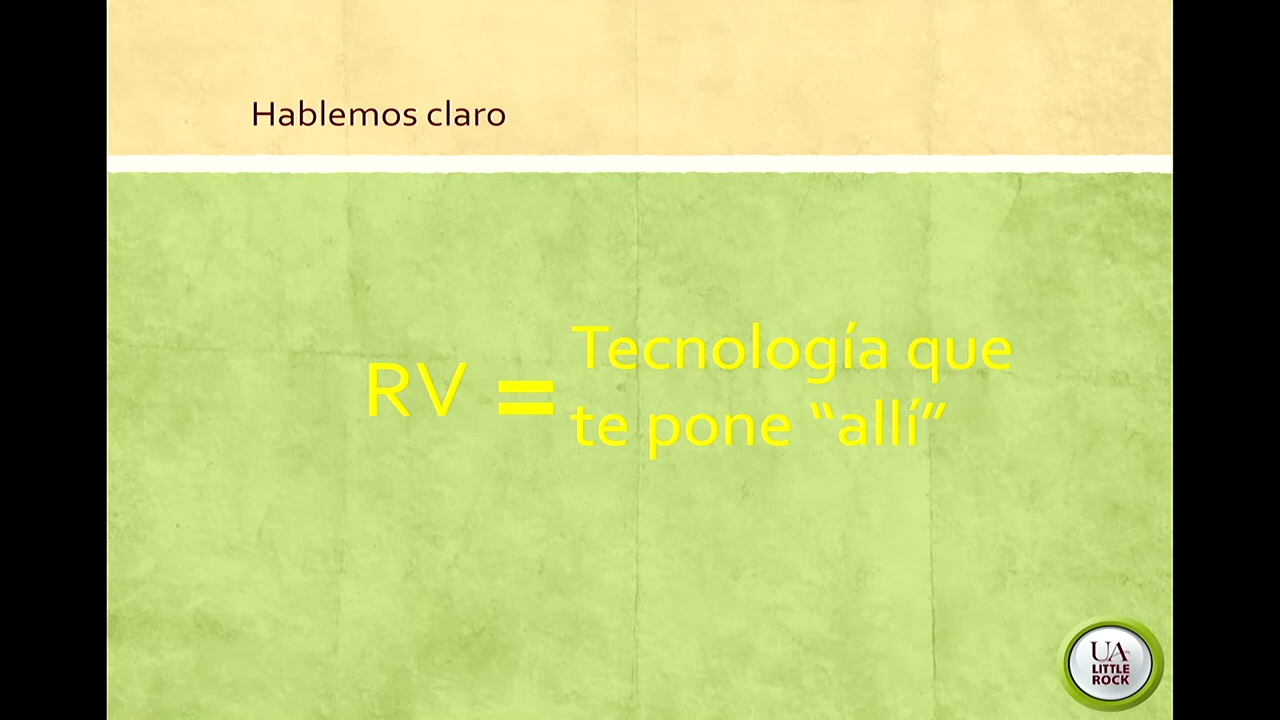 Hablemos claro
RV = Tecnología que
te pone “allí”
UA
LITTLE
ROCK